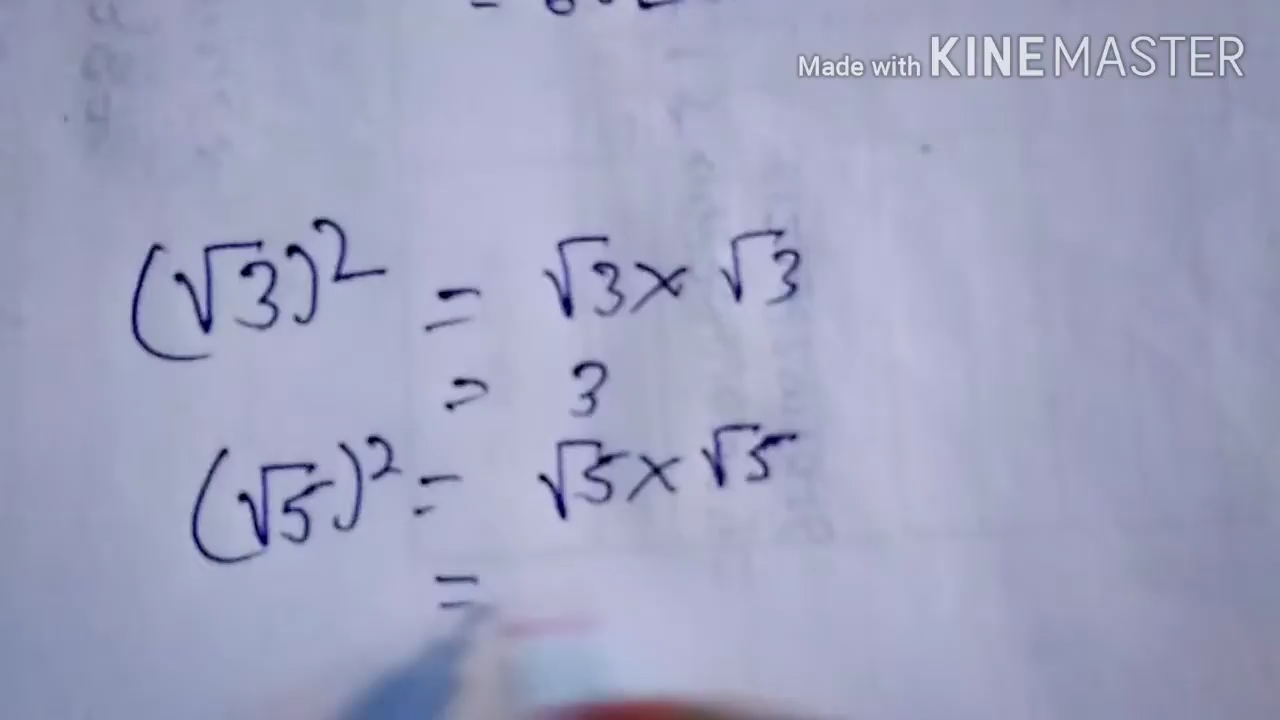 Made with KINEMASTER
(√3)² = √3 × √3
= 3
(√5)² = √5 × √5
=